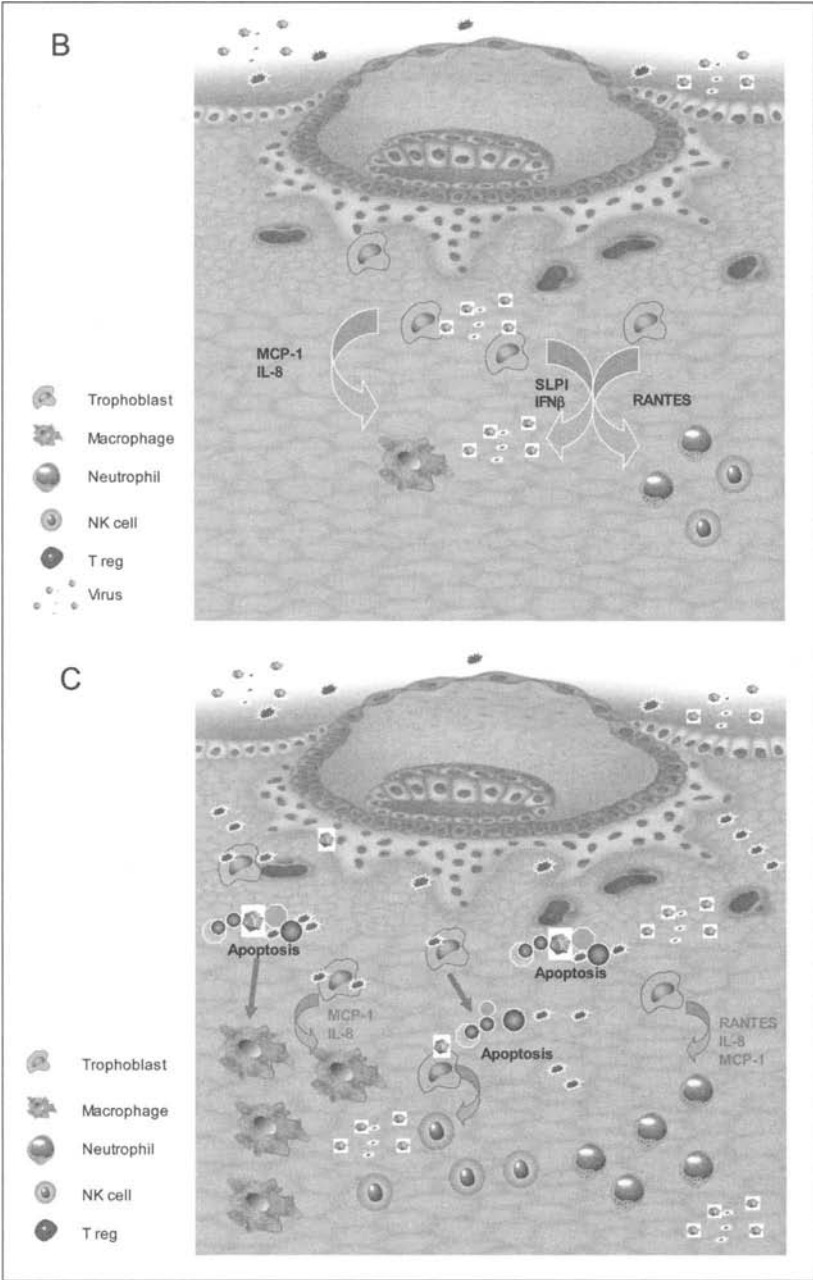 B
MCP-1
IL-8
SLPI
IFNβ
RANTES
Trophoblast
Macrophage
Neutrophil
NK cell
T reg
Virus
C
Apoptosis
Apoptosis
MCP-1
IL-8
Apoptosis
RANTES
IL-8
MCP-1
Trophoblast
Macrophage
Neutrophil
NK cell
T reg